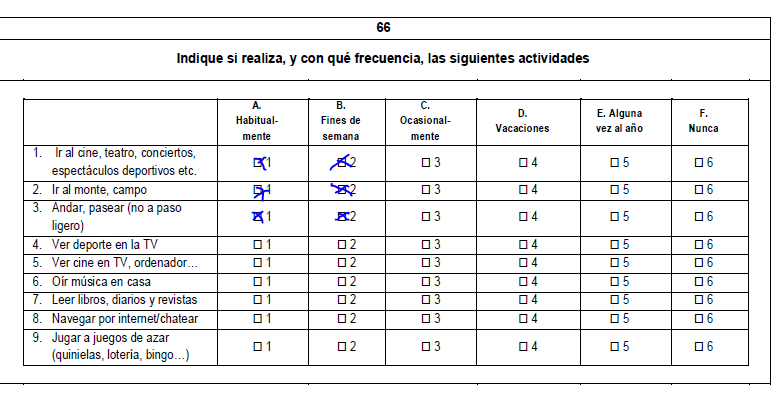 66
Indique si realiza, y con qué frecuencia, las siguientes actividades
A. Habitual-mente B. Fines de semana C. Ocasional-mente D. Vacaciones E. Alguna vez al año F. Nunca
1. Ir al cine, teatro, conciertos, espectáculos deportivos etc. ☒ 1 ☒ 2 ☐ 3 ☐ 4 ☐ 5 ☐ 6
2. Ir al monte, campo ☒ 1 ☒ 2 ☐ 3 ☐ 4 ☐ 5 ☐ 6
3. Andar, pasear (no a paso ligero) ☒ 1 ☒ 2 ☐ 3 ☐ 4 ☐ 5 ☐ 6
4. Ver deporte en la TV ☐ 1 ☐ 2 ☐ 3 ☐ 4 ☐ 5 ☐ 6
5. Ver cine en TV, ordenador… ☐ 1 ☐ 2 ☐ 3 ☐ 4 ☐ 5 ☐ 6
6. Oír música en casa ☐ 1 ☐ 2 ☐ 3 ☐ 4 ☐ 5 ☐ 6
7. Leer libros, diarios y revistas ☐ 1 ☐ 2 ☐ 3 ☐ 4 ☐ 5 ☐ 6
8. Navegar por internet/chatear ☐ 1 ☐ 2 ☐ 3 ☐ 4 ☐ 5 ☐ 6
9. Jugar a juegos de azar (quinielas, lotería, bingo…) ☐ 1 ☐ 2 ☐ 3 ☐ 4 ☐ 5 ☐ 6